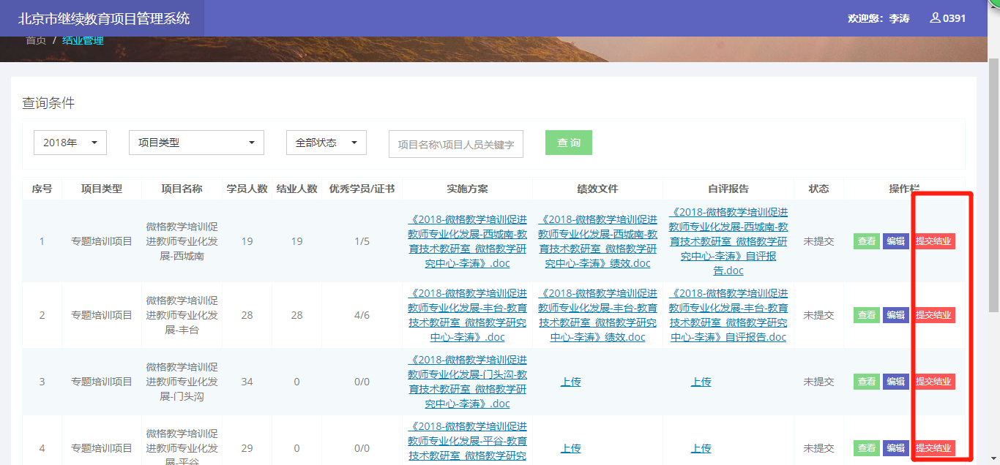 北京市继续教育项目管理系统
欢迎您：李涛 0391
首页 / 结业管理
查询条件
2018年 项目类型 全部状态 项目名称\项目人员关键字 查 询
序号 项目类型 项目名称 学员人数 结业人数 优秀学员/证书 实施方案 绩效文件 自评报告 状态 操作栏
1
专题培训项目
微格教学培训促
进教师专业化发
展-西城南
19
19
1/5
《2018-微格教学培训促进
教师专业化发展-西城南-教
育技术教研室_微格教学研
究中心-李涛》.doc
《2018-微格教学培训促进
教师专业化发展-西城南-教
育技术教研室_微格教学研
究中心-李涛》绩效.doc
《2018-微格教学培训促进
教师专业化发展-西城南-教
育技术教研室_微格教学研
究中心-李涛》自评报
告.doc
未提交
查看 编辑 提交结业
2
专题培训项目
微格教学培训促
进教师专业化发
展-丰台
28
28
4/6
《2018-微格教学培训促进
教师专业化发展-丰台-教育
技术教研室_微格教学研究
中心-李涛》.doc
《2018-微格教学培训促进
教师专业化发展-丰台-教育
技术教研室_微格教学研究
中心-李涛》绩效.doc
《2018-微格教学培训促进
教师专业化发展-丰台-教育
技术教研室_微格教学研究
中心-李涛》自评报告.doc
未提交
查看 编辑 提交结业
3
专题培训项目
微格教学培训促
进教师专业化发
展-门头沟
34
0
0/0
《2018-微格教学培训促进
教师专业化发展-门头沟-教
育技术教研室_微格教学研
究中心-李涛》.doc
上传
上传
未提交
查看 编辑 提交结业
4
专题培训项目
微格教学培训促
进教师专业化发
展-平谷
29
0
0/0
《2018-微格教学培训促进
教师专业化发展-平谷-教育
技术教研室_微格教学研究
上传
上传
未提交
查看 编辑 提交结业